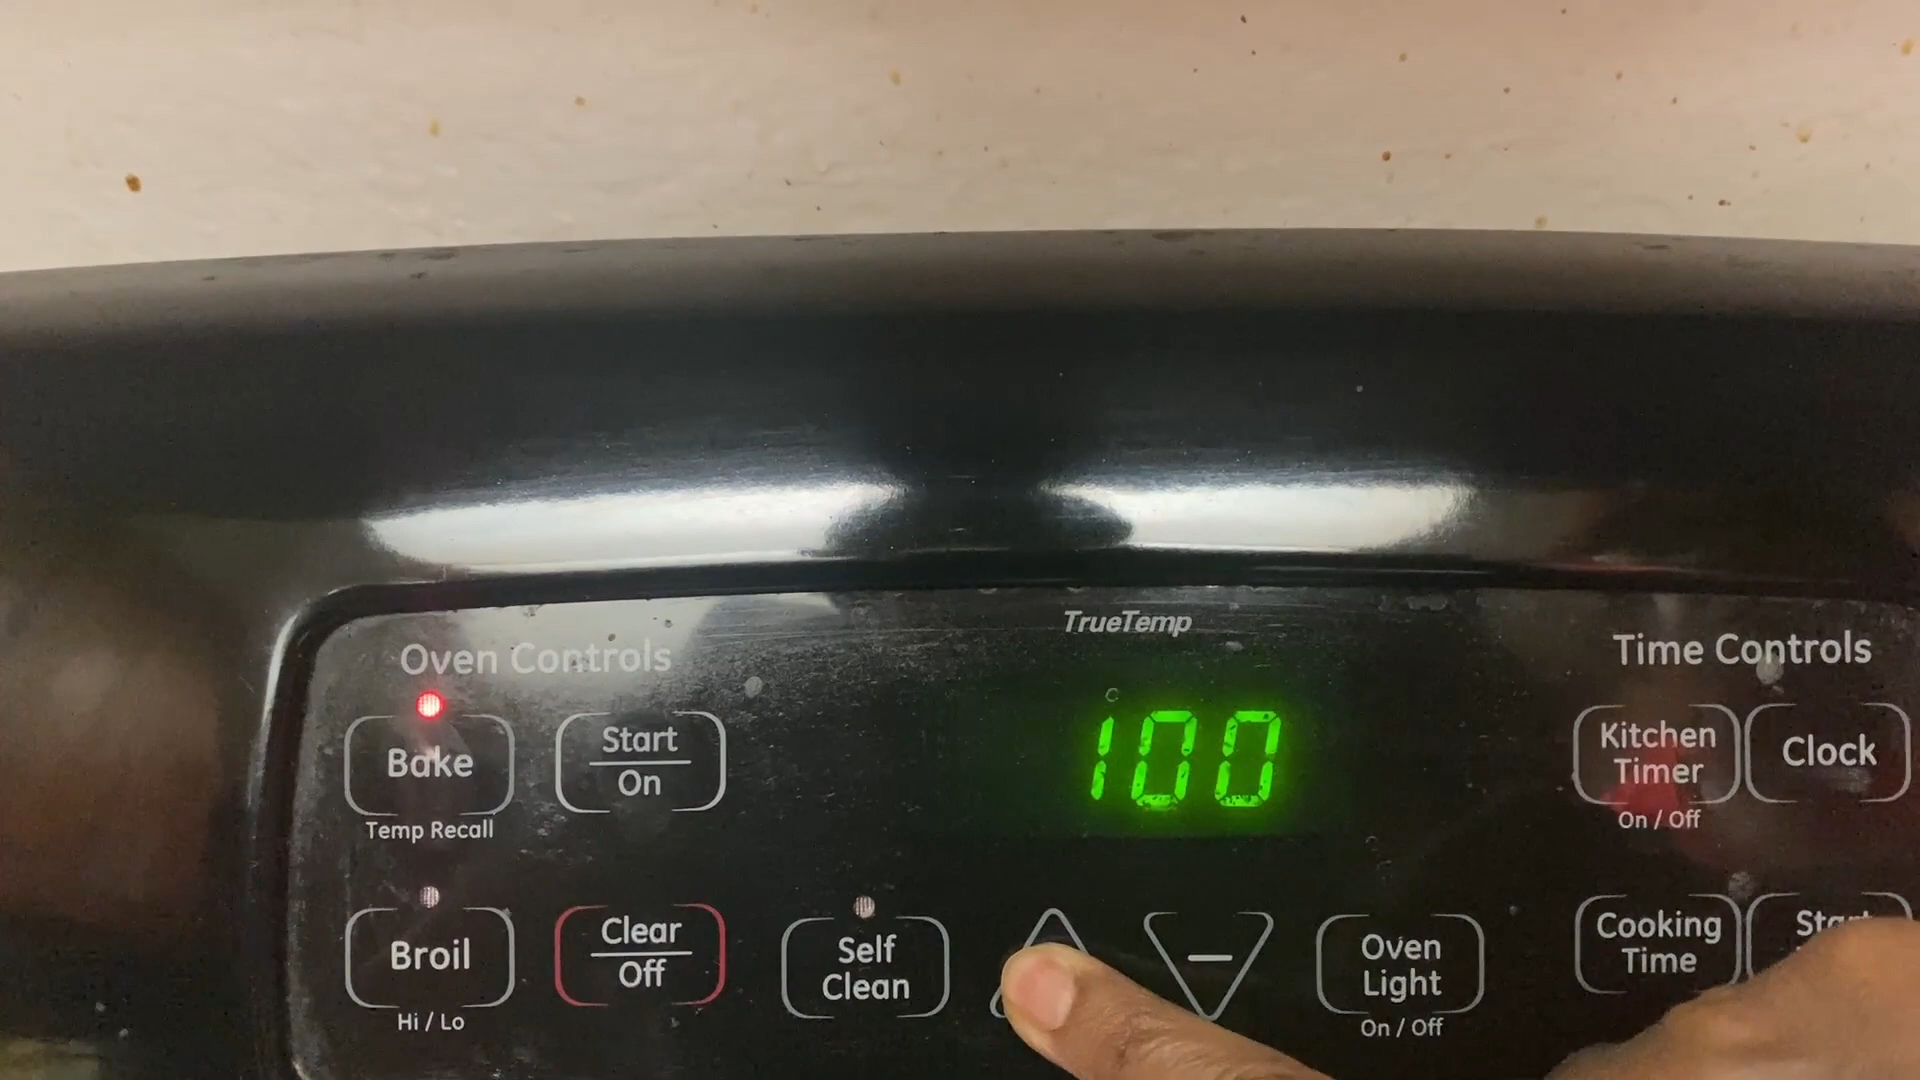 TrueTemp
Oven Controls
Time Controls
C
100
Bake
Temp Recall
Start
On
Kitchen
Timer
On / Off
Clock
Broil
Hi / Lo
Clear
Off
Self
Clean
Oven
Light
On / Off
Cooking
Time